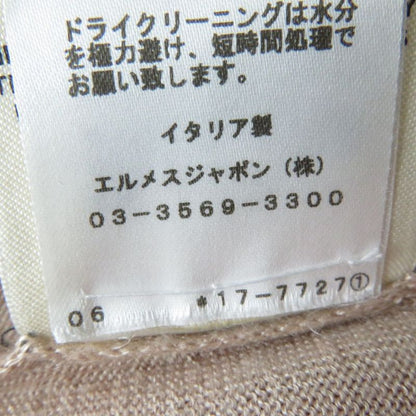 ドライクリーニングは水分
を極力避け、短時間処理で
お願い致します。
イタリア製
エルメスジャポン（株）
03-3569-3300
06 *17-7727①